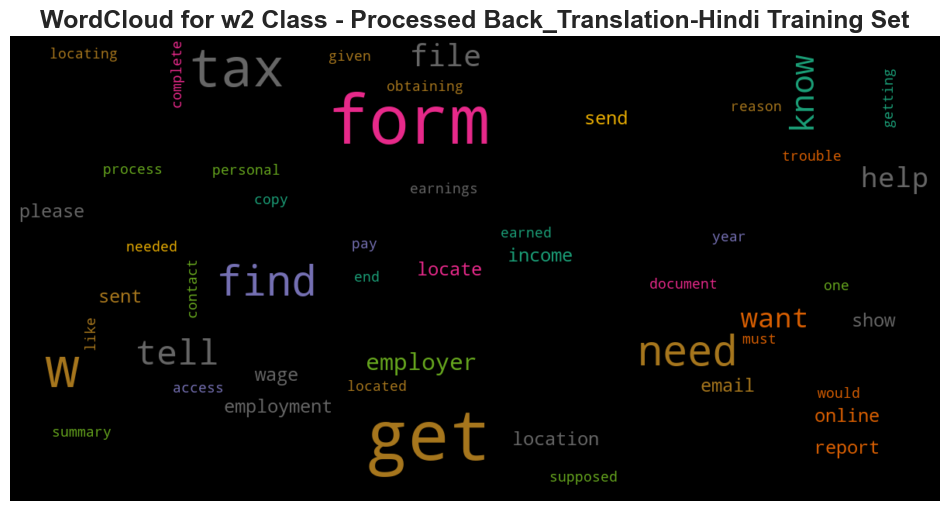 WordCloud for w2 Class - Processed Back_Translation-Hindi Training Set
locating
complete
tax
given
file
obtaining
form
send
reason
know
getting
trouble
help
process
personal
copy
earnings
please
needed
pay
earned
income
year
contact
find
end
locate
document
one
sent
like
want
show
must
w
tell
employer
need
wage
access
located
email
would
employment
online
summary
get
location
report
supposed